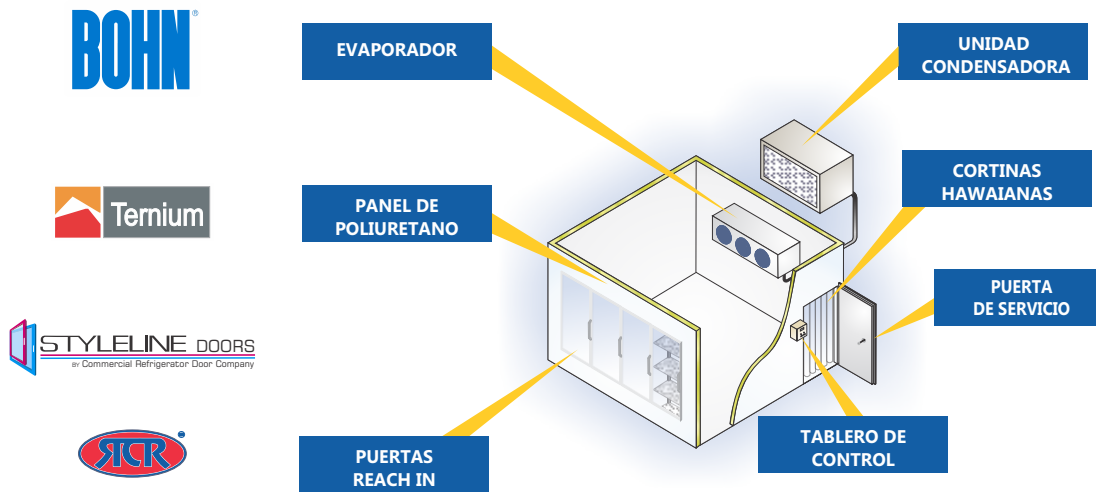 BOHN
EVAPORADOR
UNIDAD
CONDENSADORA
CORTINAS
HAWAIANAS
Ternium
PANEL DE
POLIURETANO
PUERTA
DE SERVICIO
STYLELINE DOORS
BY Commercial Refrigerator Door Company
RCR
PUERTAS
REACH IN
TABLERO DE
CONTROL